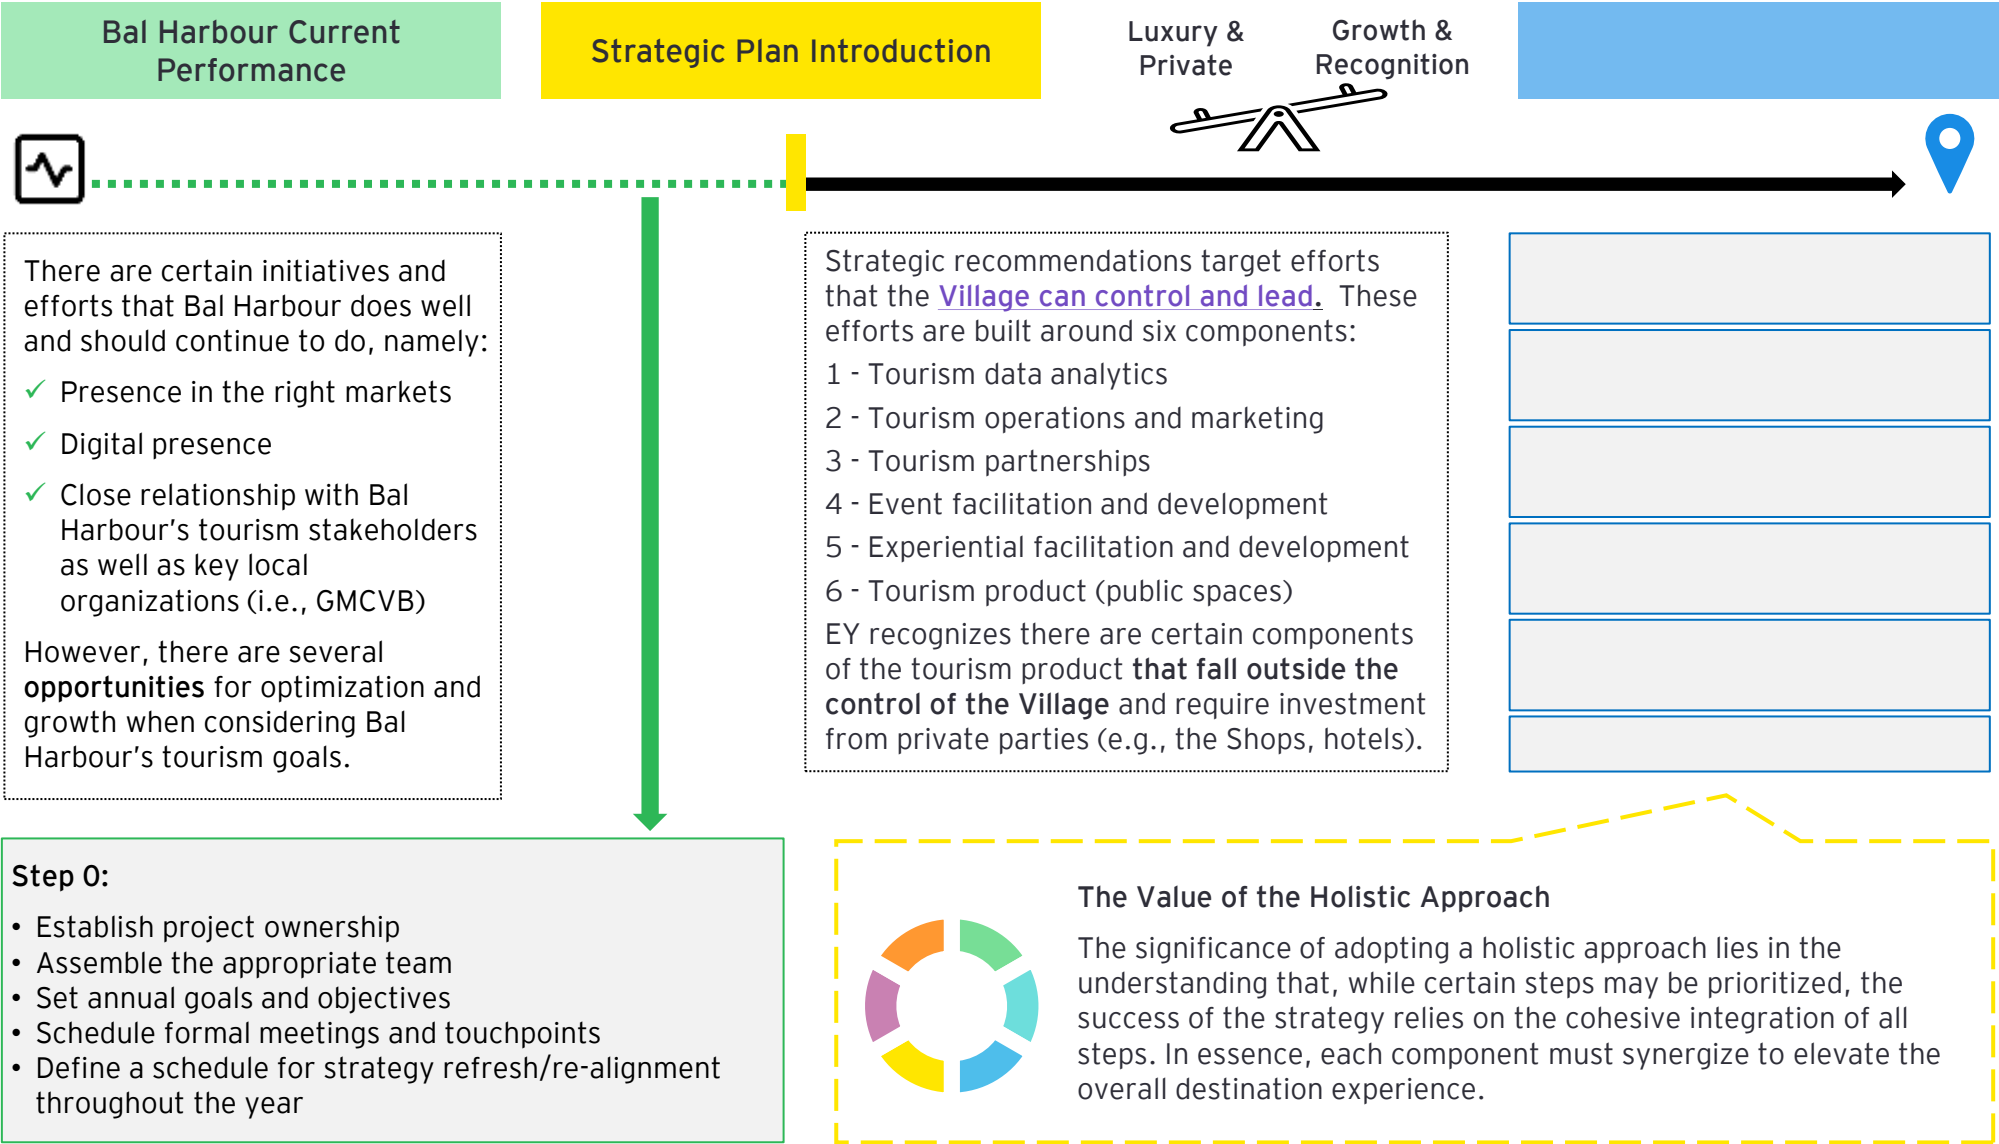 Bal Harbour Current
Performance
Strategic Plan Introduction
Luxury &
Private
Growth &
Recognition
There are certain initiatives and
efforts that Bal Harbour does well
and should continue to do, namely:
✓ Presence in the right markets
✓ Digital presence
✓ Close relationship with Bal
Harbour’s tourism stakeholders
as well as key local
organizations (i.e., GMCVB)
However, there are several
opportunities for optimization and
growth when considering Bal
Harbour’s tourism goals.
Strategic recommendations target efforts
that the Village can control and lead. These
efforts are built around six components:
1 - Tourism data analytics
2 - Tourism operations and marketing
3 - Tourism partnerships
4 - Event facilitation and development
5 - Experiential facilitation and development
6 - Tourism product (public spaces)
EY recognizes there are certain components
of the tourism product that fall outside the
control of the Village and require investment
from private parties (e.g., the Shops, hotels).
Step 0:
• Establish project ownership
• Assemble the appropriate team
• Set annual goals and objectives
• Schedule formal meetings and touchpoints
• Define a schedule for strategy refresh/re-alignment
throughout the year
The Value of the Holistic Approach
The significance of adopting a holistic approach lies in the
understanding that, while certain steps may be prioritized, the
success of the strategy relies on the cohesive integration of all
steps. In essence, each component must synergize to elevate the
overall destination experience.